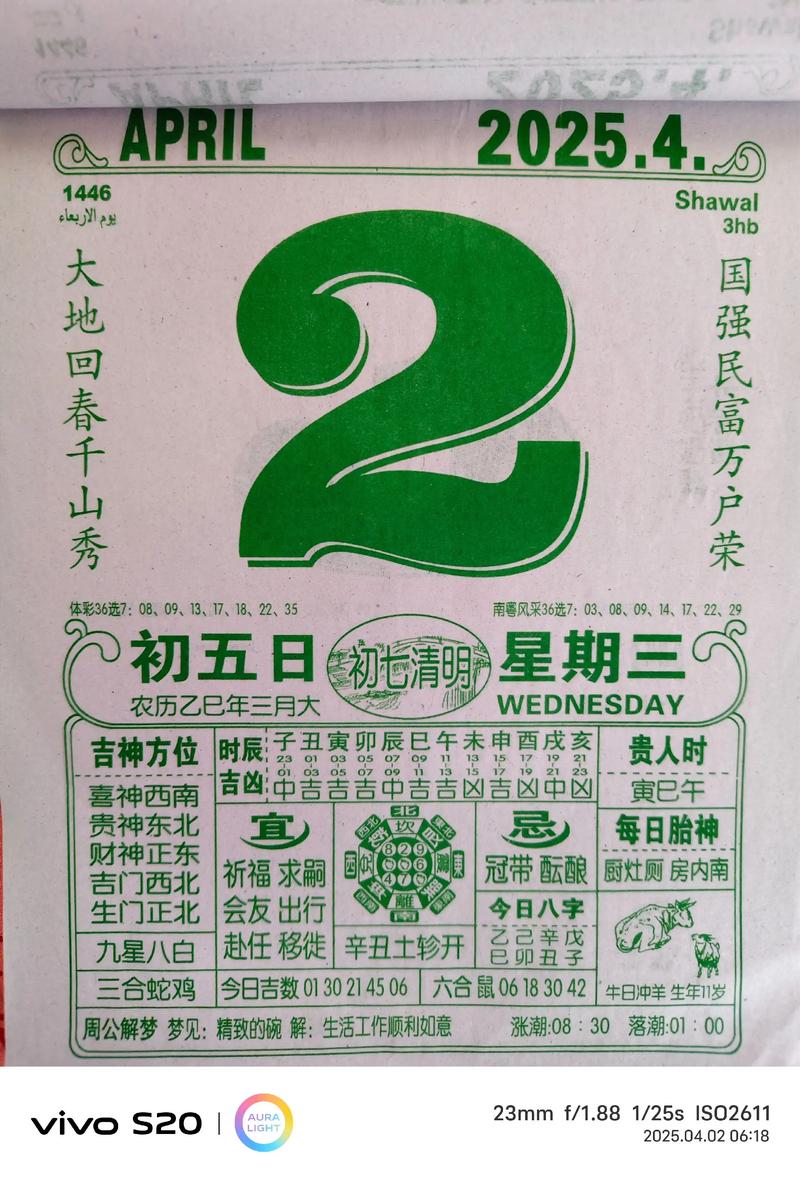 APRIL 2025.4.
1446
يوم الاربعاء
Shawal
3hb
大地回春千山秀
国强民富万户荣
2
体彩36选7：08、09、13、17、18、22、35
南粤风采36选7：03、08、09、14、17、22、29
初五日
农历乙巳年三月大
初七清明
星期三
WEDNESDAY
吉神方位
喜神西南
贵神东北
财神正东
吉门西北
生门正北
九星八白
三合蛇鸡
时辰吉凶
子 丑 寅 卯 辰 巳 午 未 申 酉 戌 亥
23 01 03 05 07 09 11 13 15 17 19 21
01 03 05 07 09 11 13 15 17 19 21 23
中 吉 吉 吉 吉 吉 吉 凶 吉 凶 中 凶
贵人时
寅巳午
宜
祈福 求嗣
会友 出行
赴任 移徙
北
坎
離
南
辛丑土轸开
忌
冠带 酝酿
今日八字
乙己辛戊
巳卯丑子
每日胎神
厨灶厕 房内南
牛日冲羊 生年11岁
今日吉数 01 30 21 45 06
六合 鼠 06 18 30 42
周公解梦 梦见：精致的碗 解：生活工作顺利如意
涨潮:08：30 落潮:01：00
vivo S20
AURA
LIGHT
23mm f/1.88 1/25s ISO2611
2025.04.02 06:18